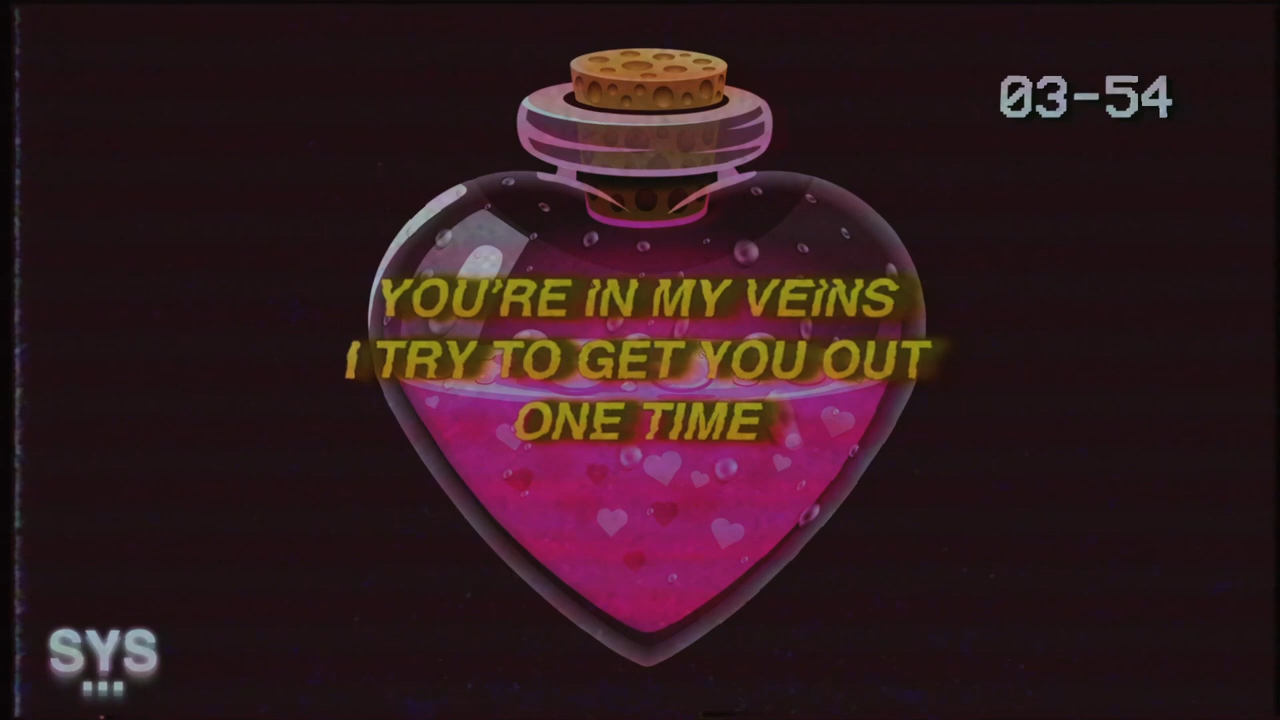 03-54
YOU'RE IN MY VEINS
I TRY TO GET YOU OUT
ONE TIME
SYS